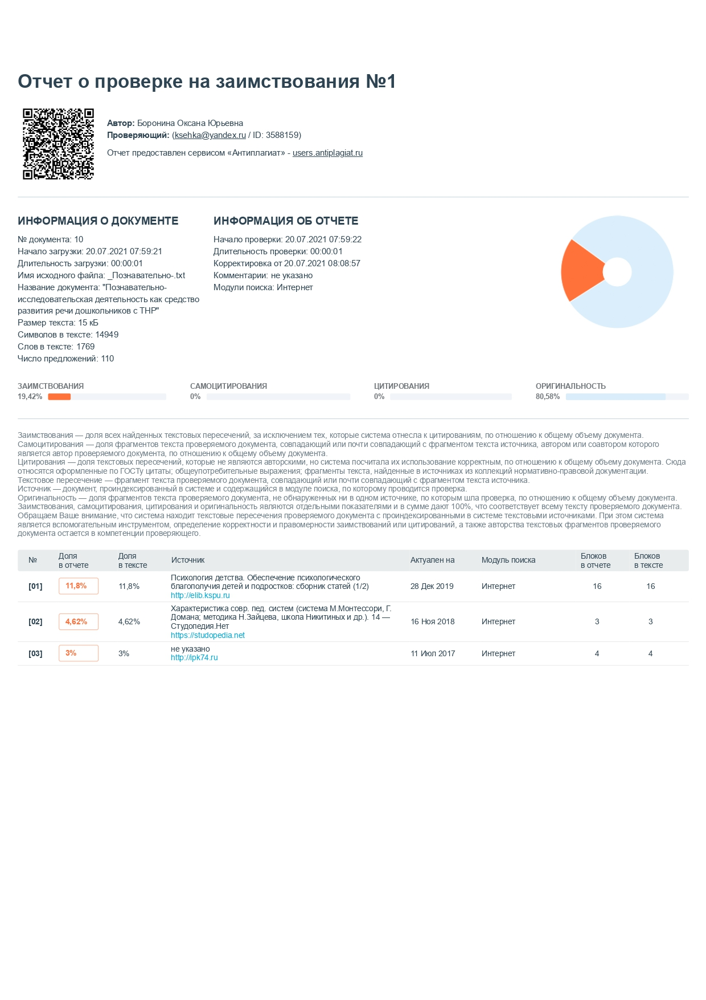 Отчет о проверке на заимствования №1
Автор: Боронина Оксана Юрьевна
Проверяющий: (ksehka@yandex.ru / ID: 3588159)
Отчет предоставлен сервисом «Антиплагиат» - users.antiplagiat.ru
ИНФОРМАЦИЯ О ДОКУМЕНТЕ
№ документа: 10
Начало загрузки: 20.07.2021 07:59:21
Длительность загрузки: 00:00:01
Имя исходного файла: _Познавательно-.txt
Название документа: "Познавательно-
исследовательская деятельность как средство
развития речи дошкольников с ТНР"
Размер текста: 15 кБ
Символов в тексте: 14949
Слов в тексте: 1769
Число предложений: 110
ИНФОРМАЦИЯ ОБ ОТЧЕТЕ
Начало проверки: 20.07.2021 07:59:22
Длительность проверки: 00:00:01
Корректировка от 20.07.2021 08:08:57
Комментарии: не указано
Модули поиска: Интернет
ЗАИМСТВОВАНИЯ
19,42%
САМОЦИТИРОВАНИЯ
0%
ЦИТИРОВАНИЯ
0%
ОРИГИНАЛЬНОСТЬ
80,58%
Заимствования — доля всех найденных текстовых пересечений, за исключением тех, которые система отнесла к цитированиям, по отношению к общему объему документа.
Самоцитирования — доля фрагментов текста проверяемого документа, совпадающий или почти совпадающий с фрагментом текста источника, автором или соавтором которого
является автор проверяемого документа, по отношению к общему объему документа.
Цитирования — доля текстовых пересечений, которые не являются авторскими, но система посчитала их использование корректным, по отношению к общему объему документа. Сюда
относятся оформленные по ГОСТу цитаты; общеупотребительные выражения; фрагменты текста, найденные в источниках из коллекций нормативно-правовой документации.
Текстовое пересечение — фрагмент текста проверяемого документа, совпадающий или почти совпадающий с фрагментом текста источника.
Источник — документ, проиндексированный в системе и содержащийся в модуле поиска, по которому проводится проверка.
Оригинальность — доля фрагментов текста проверяемого документа, не обнаруженных ни в одном источнике, по которым шла проверка, по отношению к общему объему документа.
Заимствования, самоцитирования, цитирования и оригинальность являются отдельными показателями и в сумме дают 100%, что соответствует всему тексту проверяемого документа.
Обращаем Ваше внимание, что система находит текстовые пересечения проверяемого документа с проиндексированными в системе текстовыми источниками. При этом система
является вспомогательным инструментом, определение корректности и правомерности заимствований или цитирований, а также авторства текстовых фрагментов проверяемого
документа остается в компетенции проверяющего.
№ Доля в отчете Доля в тексте Источник Актуален на Модуль поиска Блоков в отчете Блоков в тексте
[01] 11,8% 11,8% Психология детства. Обеспечение психологического
благополучия детей и подростков: сборник статей (1/2) 28 Дек 2019 Интернет 16 16
http://elib.kspu.ru
[02] 4,62% 4,62% Характеристика совр. пед. систем (система М.Монтессори, Г.
Домана; методика Н.Зайцева, школа Никитиных и др.). 14 — 16 Ноя 2018 Интернет 3 3
Студопедия.Нет
https://studopedia.net
[03] 3% 3% не указано 11 Июл 2017 Интернет 4 4
http://ipk74.ru